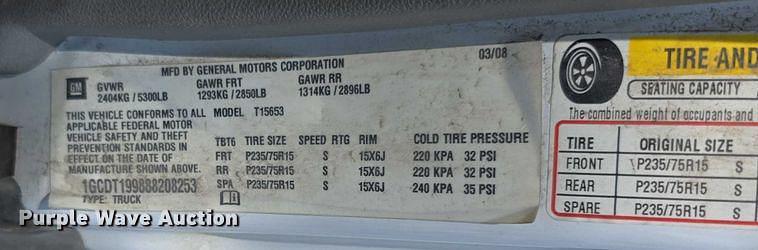 MFD BY GENERAL MOTORS CORPORATION 03/08
GM GVWR GAWR FRT GAWR RR
2404KG / 5300LB 1293KG / 2850LB 1314KG / 2896LB
THIS VEHICLE CONFORMS TO ALL MODEL T15653
APPLICABLE FEDERAL MOTOR
VEHICLE SAFETY AND THEFT
PREVENTION STANDARDS IN
EFFECT ON THE DATE OF
MANUFACTURE SHOWN ABOVE.
1GCDT199888208253
TYPE: TRUCK
TBT6 TIRE SIZE SPEED RTG RIM COLD TIRE PRESSURE
FRT P235/75R15 S 15X6J 220 KPA 32 PSI
RR P235/75R15 S 15X6J 220 KPA 32 PSI
SPA P235/75R15 S 15X6J 240 KPA 35 PSI
TIRE AND
SEATING CAPACITY
The combined weight of occupants and
TIRE ORIGINAL SIZE
FRONT P235/75R15 S
REAR P235/75R15 S
SPARE P235/75R15 S
Purple Wave Auction